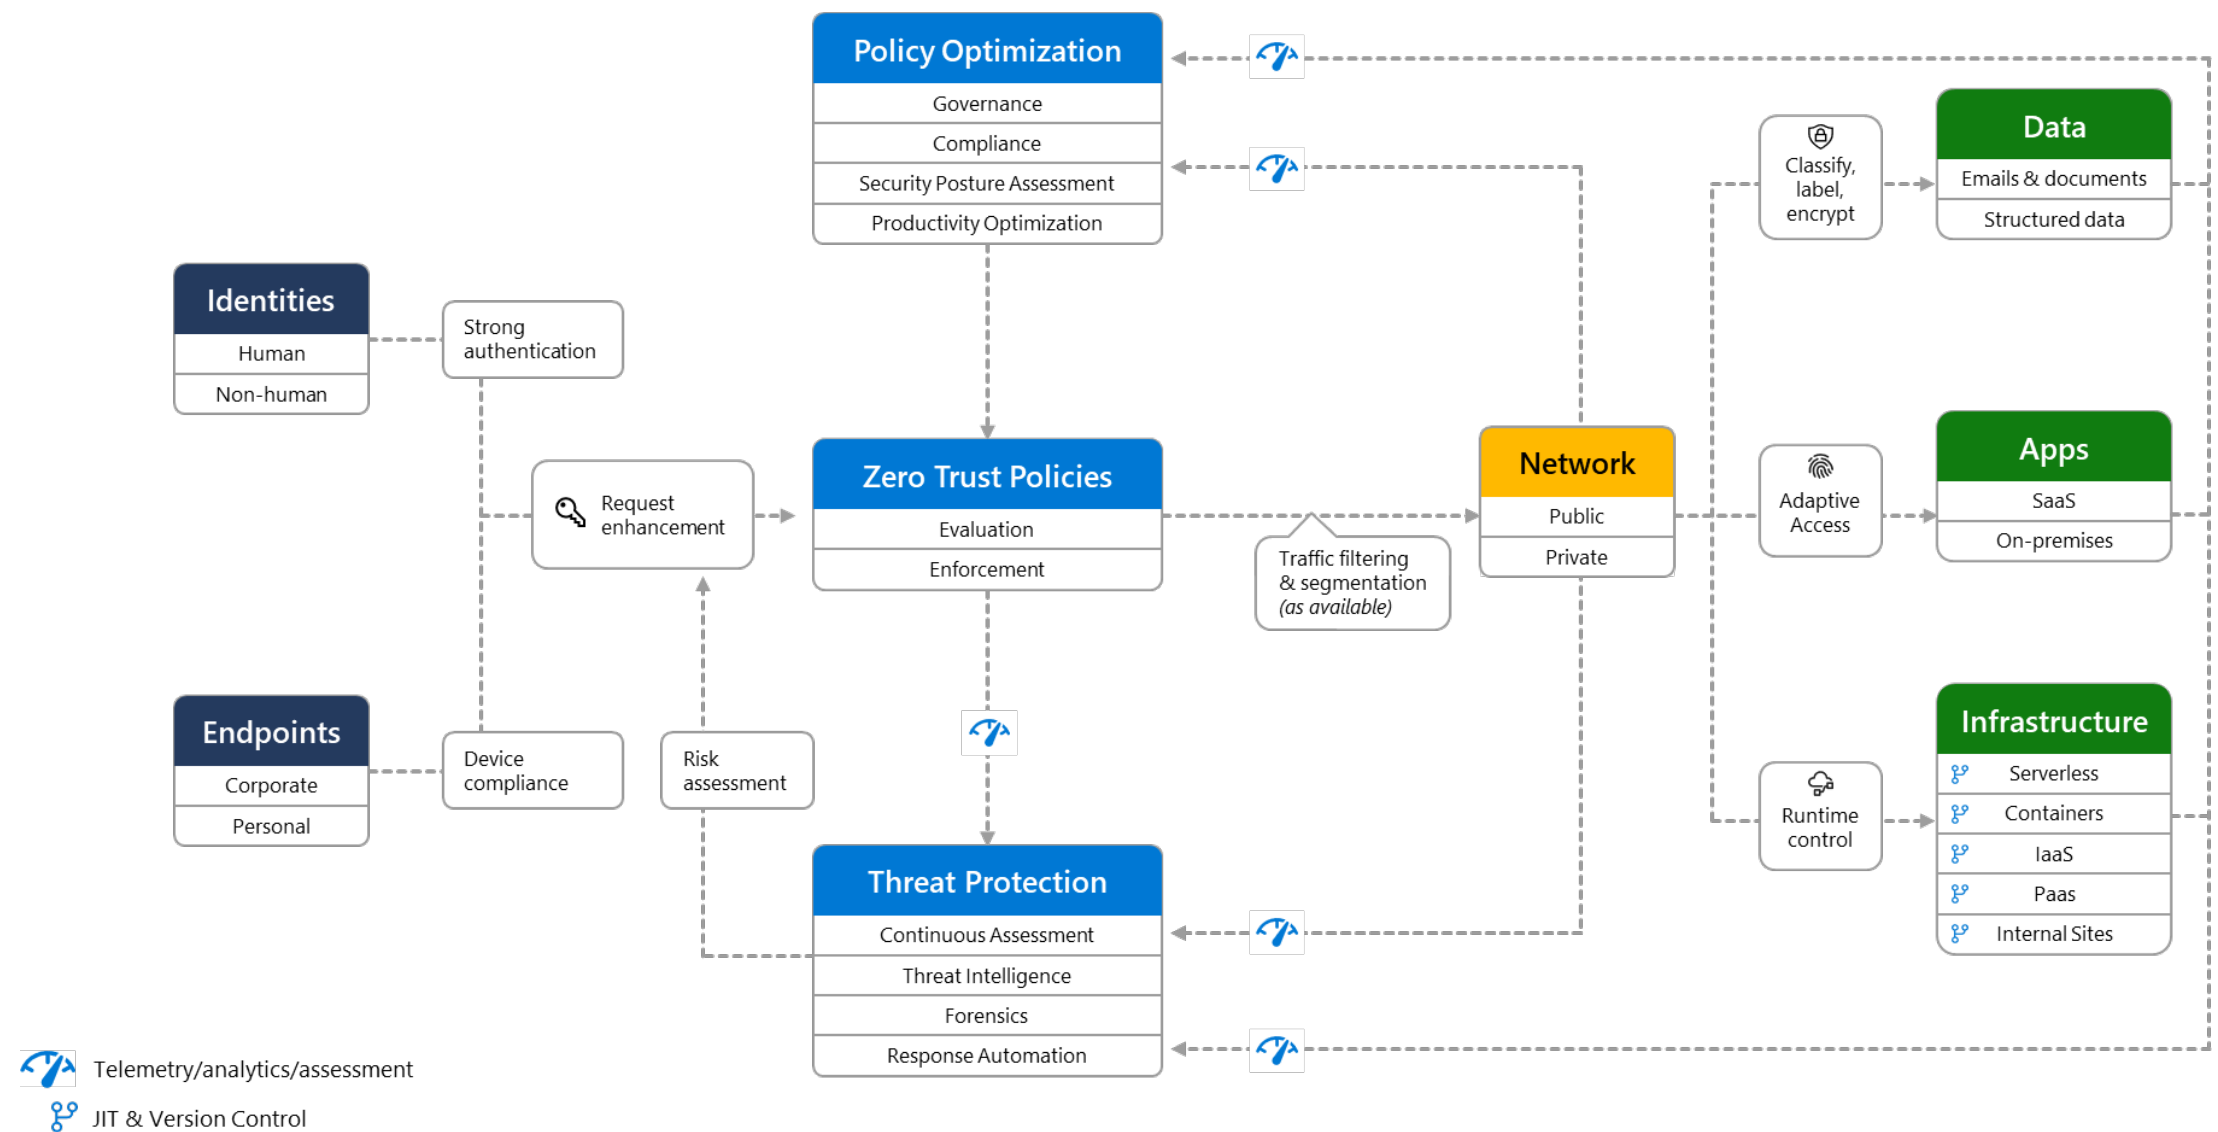 Policy Optimization
Governance
Compliance
Security Posture Assessment
Productivity Optimization
Identities
Human
Non-human
Strong
authentication
Request
enhancement
Endpoints
Corporate
Personal
Device
compliance
Risk
assessment
Zero Trust Policies
Evaluation
Enforcement
Traffic filtering
& segmentation
(as available)
Threat Protection
Continuous Assessment
Threat Intelligence
Forensics
Response Automation
Network
Public
Private
Classify,
label,
encrypt
Data
Emails & documents
Structured data
Adaptive
Access
Apps
SaaS
On-premises
Runtime
control
Infrastructure
Serverless
Containers
IaaS
Paas
Internal Sites
Telemetry/analytics/assessment
JIT & Version Control